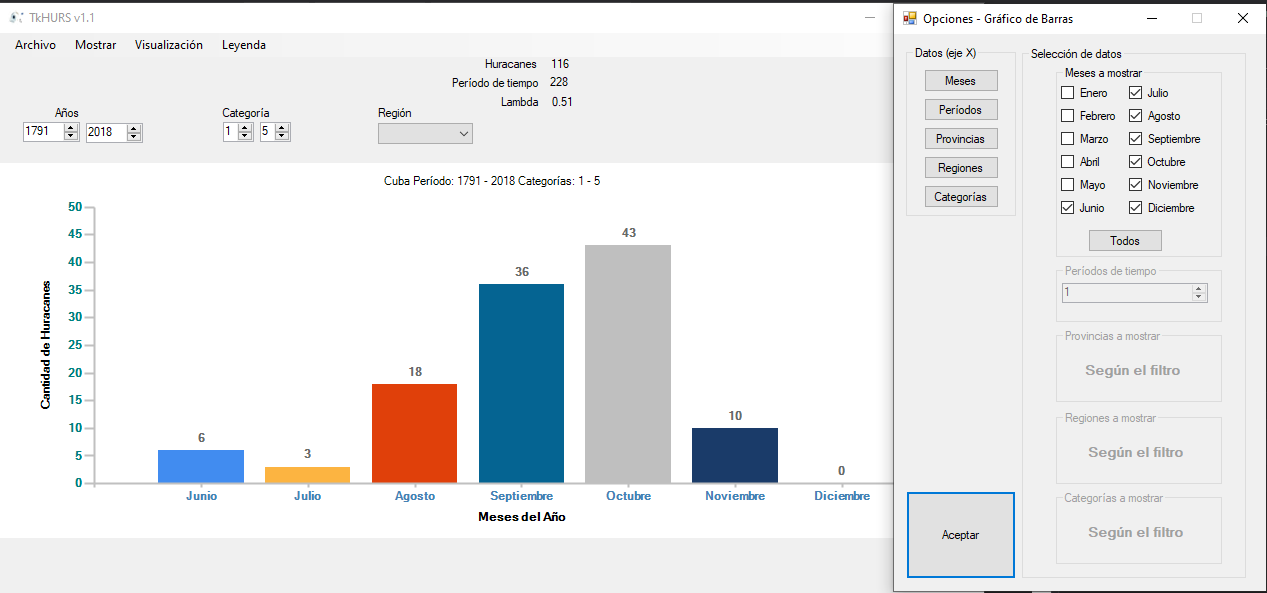 TkHURS v1.1
Archivo Mostrar Visualización Leyenda
Huracanes 116
Período de tiempo 228
Lambda 0.51
Años Categoría Región
1791 2018 1 5
Cuba Período: 1791 - 2018 Categorías: 1 - 5
50
45
40
35
30
25
20
15
10
5
0
Cantidad de Huracanes
6
3
18
36
43
10
0
Junio Julio Agosto Septiembre Octubre Noviembre Diciembre
Meses del Año
Opciones - Gráfico de Barras
Datos (eje X)
Meses
Períodos
Provincias
Regiones
Categorías
Aceptar
Selección de datos
Meses a mostrar
Enero Julio
Febrero Agosto
Marzo Septiembre
Abril Octubre
Mayo Noviembre
Junio Diciembre
Todos
Períodos de tiempo
1
Provincias a mostrar
Según el filtro
Regiones a mostrar
Según el filtro
Categorías a mostrar
Según el filtro